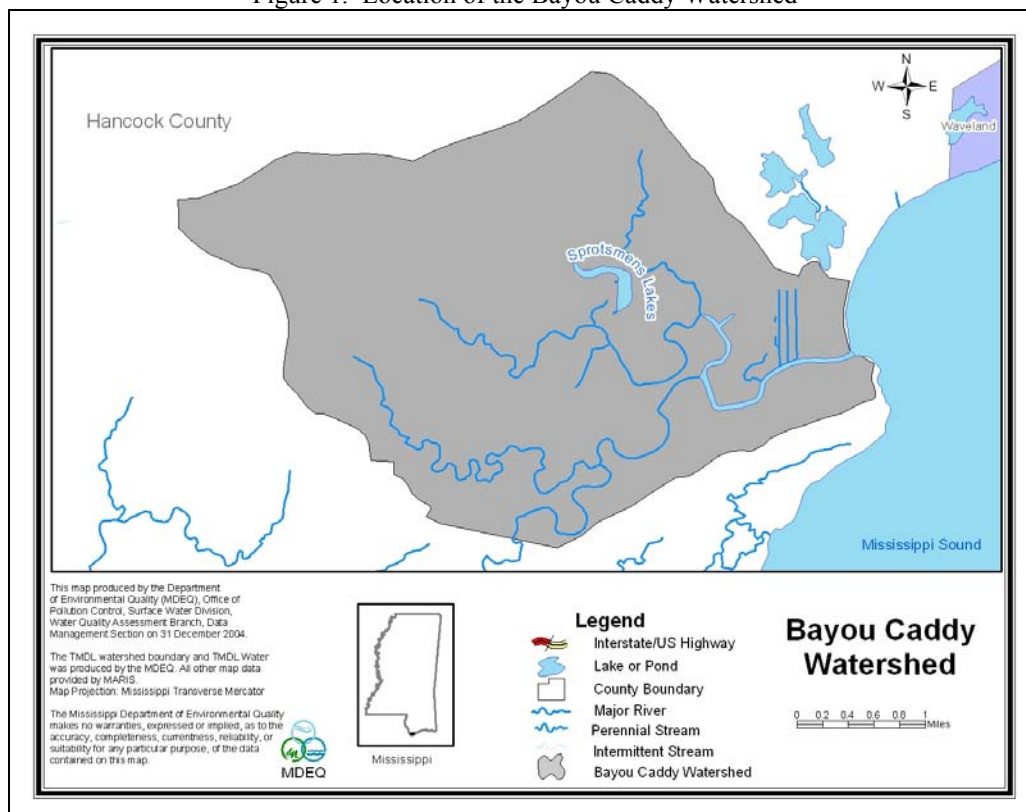 Figure 1. Location of the Bayou Caddy Watershed
N
W E
S
Hancock County
Waveland
Sprotsmens Lakes
Mississippi Sound
This map produced by the Department
of Environmental Quality (MDEQ), Office of
Pollution Control, Surface Water Division,
Water Quality Assessment Branch, Data
Management Section on 31 December 2004.
The TMDL watershed boundary and TMDL Water
was produced by the MDEQ. All other map data
provided by MARIS.
Map Projection: Mississippi Transverse Mercator
The Mississippi Department of Environmental Quality
makes no warranties, expressed or implied, as to the
accuracy, completeness, currentness, reliability, or
suitability for any particular purpose, of the data
contained on this map.
MDEQ
Mississippi
Legend
Interstate/US Highway
Lake or Pond
County Boundary
Major River
Perennial Stream
Intermittent Stream
Bayou Caddy Watershed
Bayou Caddy
Watershed
0 0.2 0.4 0.6 0.8 1
Miles